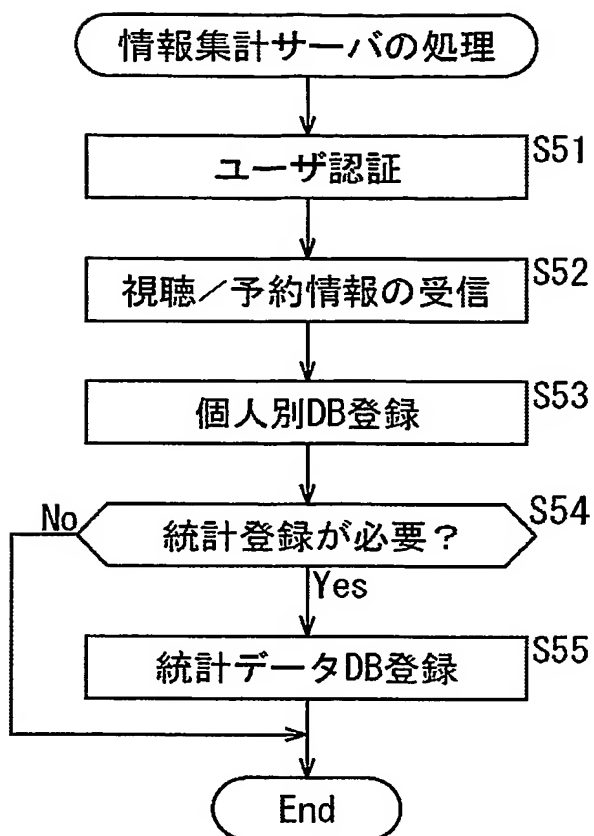 情報集計サーバの処理
ユーザ認証
S51
視聴／予約情報の受信
S52
個人別DB登録
S53
統計登録が必要？
S54
No
Yes
統計データDB登録
S55
End